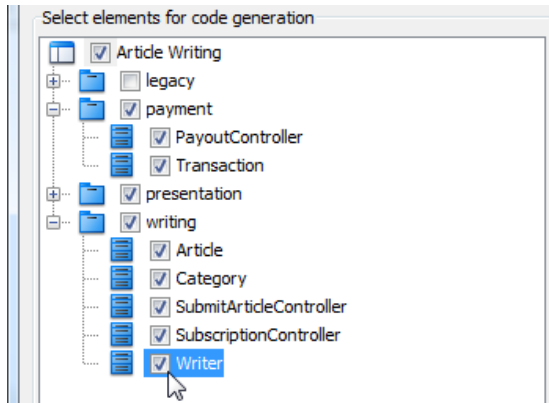 Select elements for code generation
Article Writing
legacy
payment
PayoutController
Transaction
presentation
writing
Article
Category
SubmitArticleController
SubscriptionController
Writer